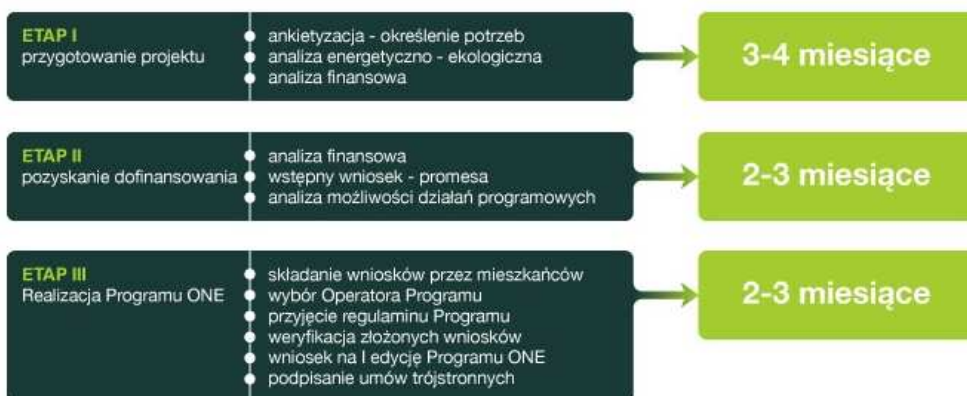 ETAP I
przygotowanie projektu
ankietyzacja - określenie potrzeb
analiza energetyczno - ekologiczna
analiza finansowa
3-4 miesiące
ETAP II
pozyskanie dofinansowania
analiza finansowa
wstępny wniosek - promesa
analiza możliwości działań programowych
2-3 miesiące
ETAP III
Realizacja Programu ONE
składanie wniosków przez mieszkańców
wybór Operatora Programu
przyjęcie regulaminu Programu
weryfikacja złożonych wniosków
wniosek na I edycję Programu ONE
podpisanie umów trójstronnych
2-3 miesiące